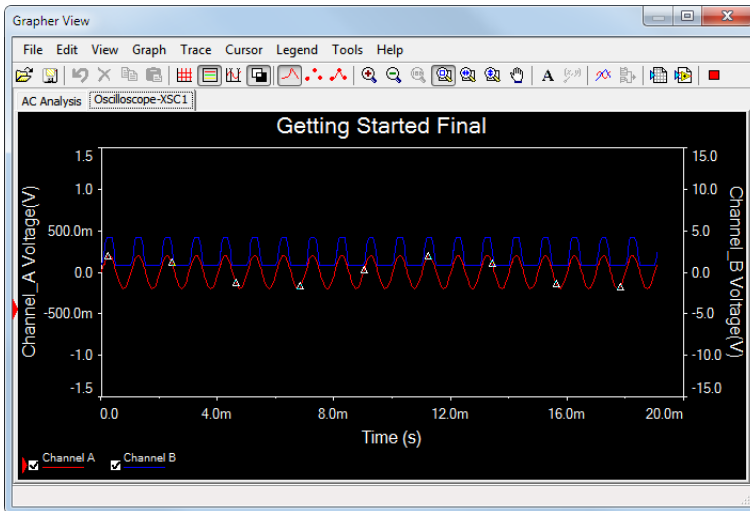 Grapher View
File Edit View Graph Trace Cursor Legend Tools Help
AC Analysis Oscilloscope-XSC1
Getting Started Final
Channel_A Voltage(V)
1.5
1.0
500.0m
0.0
-500.0m
-1.0
-1.5
15.0
10.0
5.0
0.0
-5.0
-10.0
-15.0
Channel_B Voltage(V)
0.0 4.0m 8.0m 12.0m 16.0m 20.0m
Time (s)
Channel A Channel B